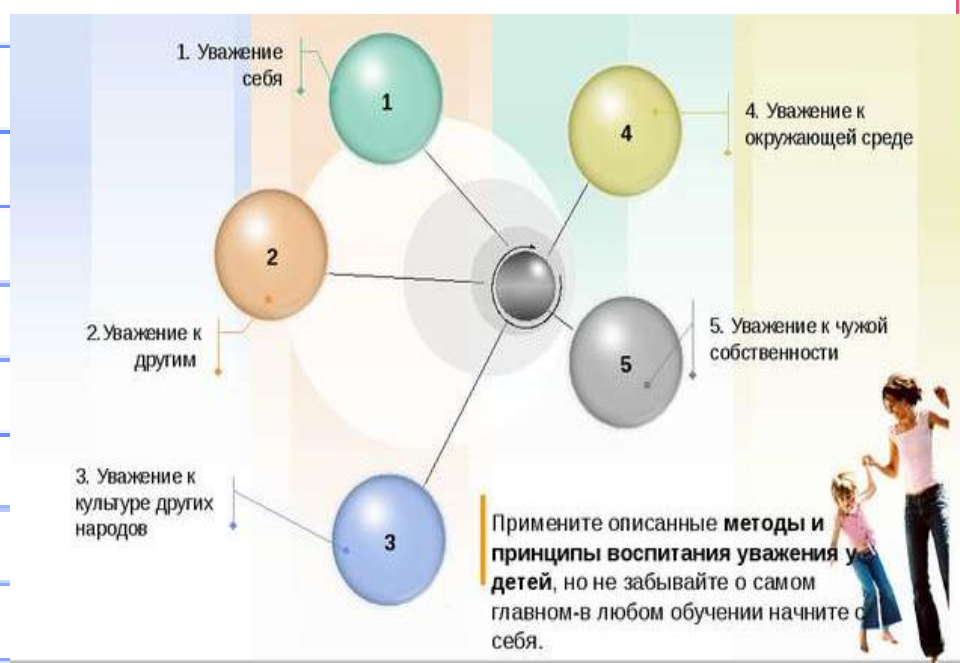 1. Уважение
себя
1
2
2.Уважение к
другим
3. Уважение к
культуре других
народов
3
4
4. Уважение к
окружающей среде
5
5. Уважение к чужой
собственности
Примените описанные методы и
принципы воспитания уважения у
детей, но не забывайте о самом
главном-в любом обучении начните с
себя.